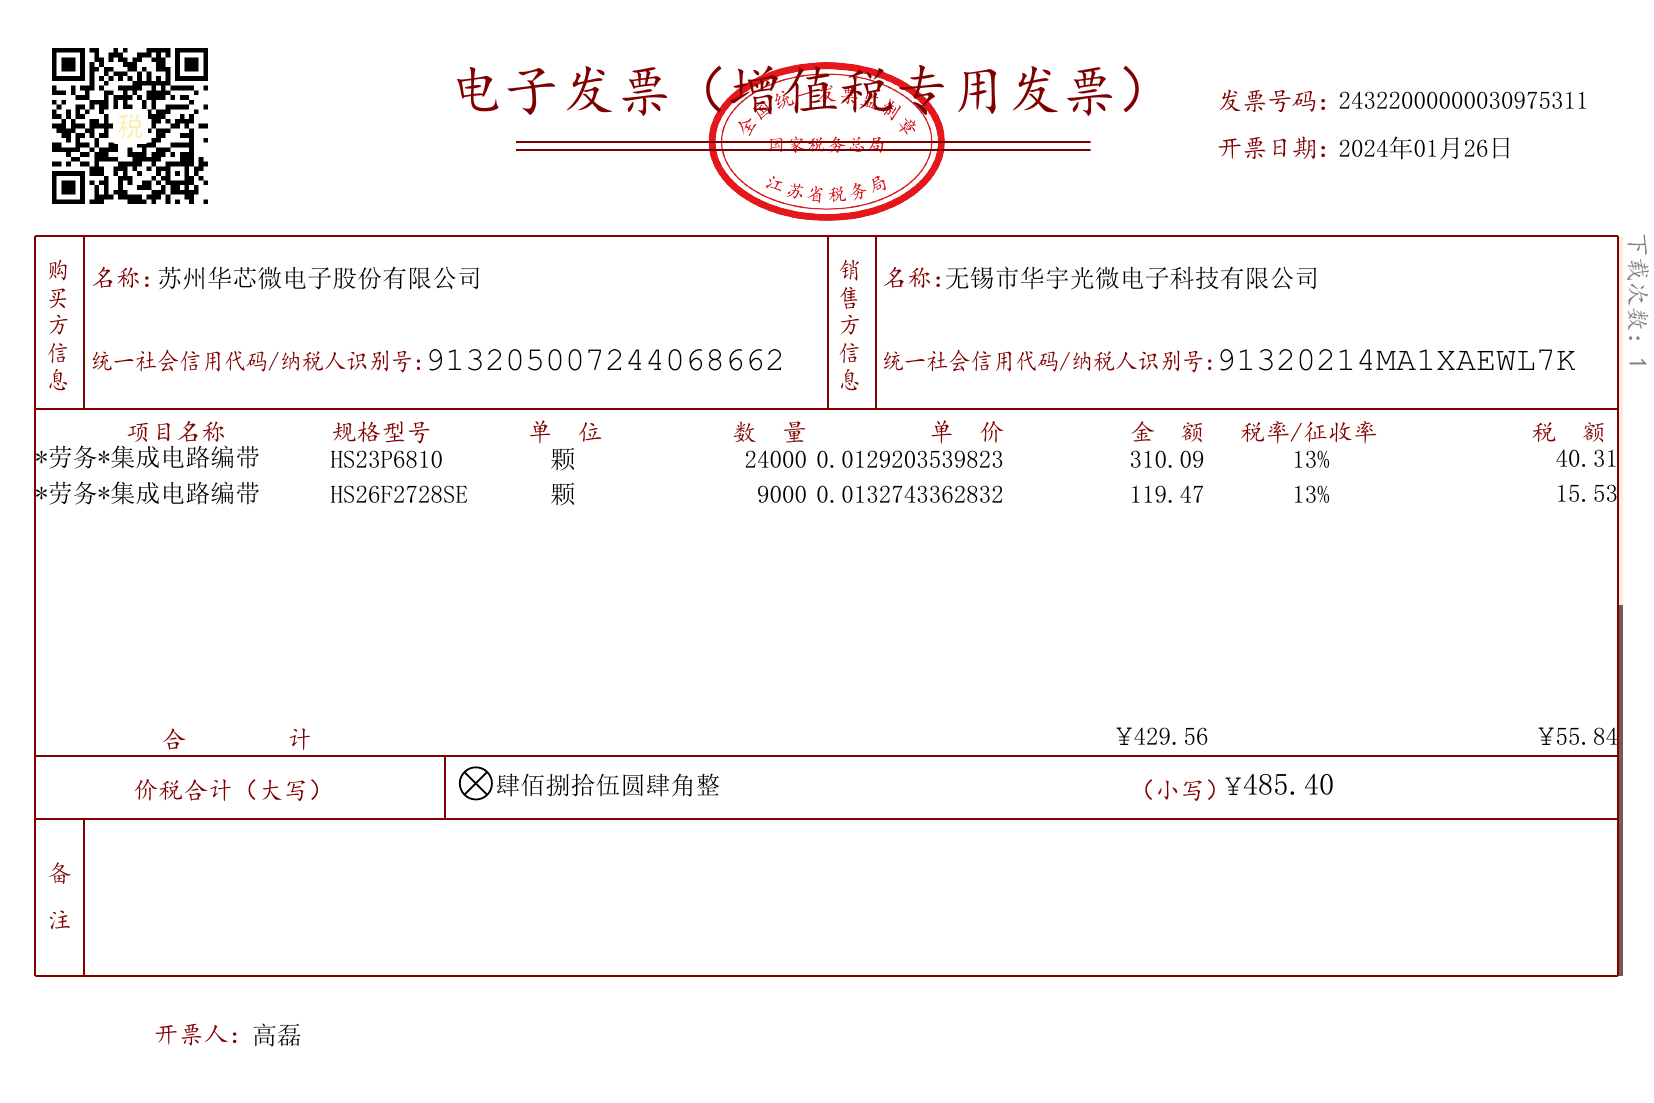 电子发票（增值税专用发票）
发票号码：24322000000030975311
开票日期：2024年01月26日
税
全国统一发票监制章
国家税务总局
江苏省税务局
购买方信息
名称：苏州华芯微电子股份有限公司
统一社会信用代码/纳税人识别号：913205007244068662
销售方信息
名称：无锡市华宇光微电子科技有限公司
统一社会信用代码/纳税人识别号：91320214MA1XAEWL7K
下载次数：1
项目名称 规格型号 单位 数量 单价 金额 税率/征收率 税额
*劳务*集成电路编带 HS23P6810 颗 24000 0.0129203539823 310.09 13% 40.31
*劳务*集成电路编带 HS26F2728SE 颗 9000 0.0132743362832 119.47 13% 15.53
合计 ¥429.56 ¥55.84
价税合计（大写） 肆佰捌拾伍圆肆角整 （小写）¥485.40
备注
开票人：高磊